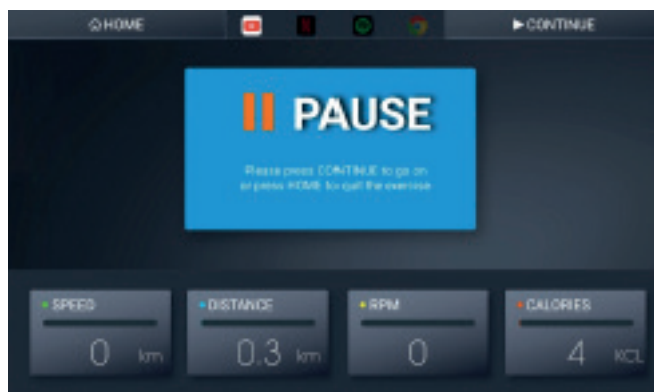 HOME
CONTINUE
PAUSE
Please press CONTINUE to go on
or press HOME to quit the exercise
SPEED
DISTANCE
RPM
CALORIES
0 km
0.3 km
0
4 KCL